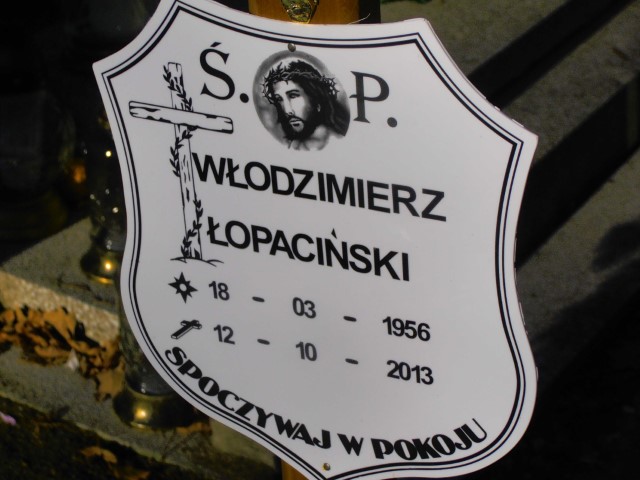 Ś. P.
WŁODZIMIERZ
ŁOPACIŃSKI
18 - 03 - 1956
12 - 10 - 2013
SPOCZYWAJ W POKOJU